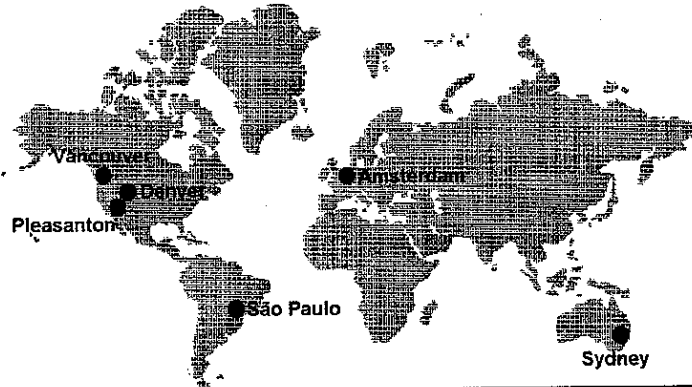 Vancouver
Amsterdam
Denver
Pleasanton
São Paulo
Sydney